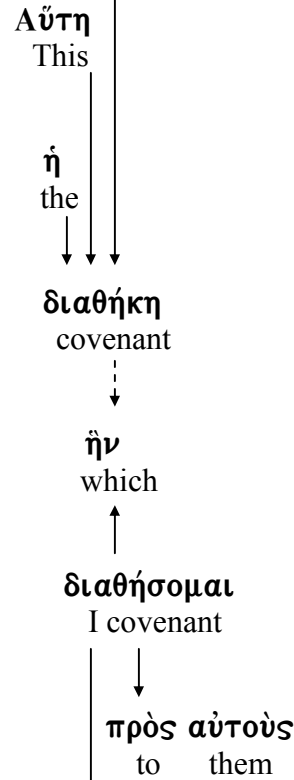 Αὕτη
This
ἡ
the
διαθήκη
covenant
ἣν
which
διαθήσομαι
I covenant
πρὸς αὐτοὺς
to them